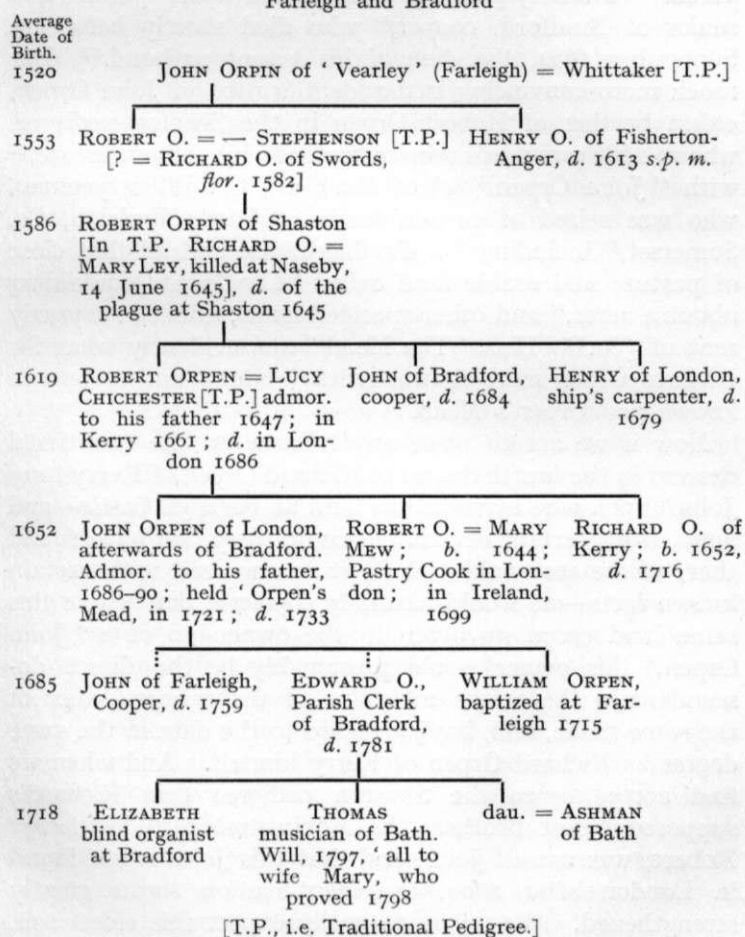 Farleigh and Bradford
Average
Date of
Birth.
1520 JOHN ORPIN of ‘Vearley’ (Farleigh) = Whittaker [T.P.]
1553 ROBERT O. = — STEPHENSON [T.P.] HENRY O. of Fisherton-
[? = RICHARD O. of Swords, Anger, d. 1613 s.p. m.
flor. 1582]
1586 ROBERT ORPIN of Shaston
[In T.P. RICHARD O. =
MARY LEY, killed at Naseby,
14 June 1645], d. of the
plague at Shaston 1645
1619 ROBERT ORPEN = LUCY JOHN of Bradford, HENRY of London,
CHICHESTER [T.P.] admor. cooper, d. 1684 ship's carpenter, d.
to his father 1647; in 1679
Kerry 1661; d. in Lon-
don 1686
1652 JOHN ORPEN of London, ROBERT O. = MARY RICHARD O. of
afterwards of Bradford. MEW; b. 1644; Kerry; b. 1652,
Admor. to his father, Pastry Cook in Lon- d. 1716
1686–90; held Orpen's don; in Ireland,
Mead, in 1721; d. 1733 1699
1685 JOHN of Farleigh, EDWARD O., WILLIAM ORPEN,
Cooper, d. 1759 Parish Clerk baptized at Far-
of Bradford, leigh 1715
d. 1781
1718 ELIZABETH THOMAS dau. = ASHMAN
blind organist musician of Bath. of Bath
at Bradford Will, 1797, ‘all to
wife Mary, who
proved 1798
[T.P., i.e. Traditional Pedigree.]